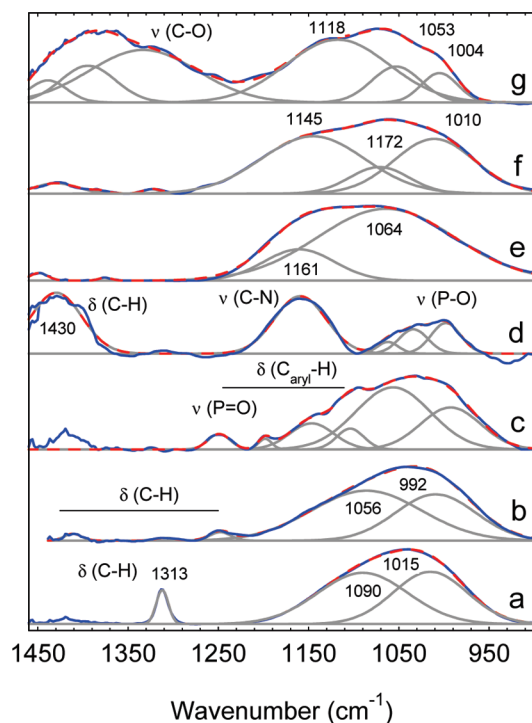 ν (C-O) 1118 1053
1004 g
1145 1172 1010 f
1161 1064 e
δ (C-H) ν (C-N) ν (P-O)
1430 d
δ (Caryl-H)
ν (P=O) c
δ (C-H) 1056 992 b
δ (C-H) 1313 1090 1015 a
1450 1350 1250 1150 1050 950
Wavenumber (cm⁻¹)